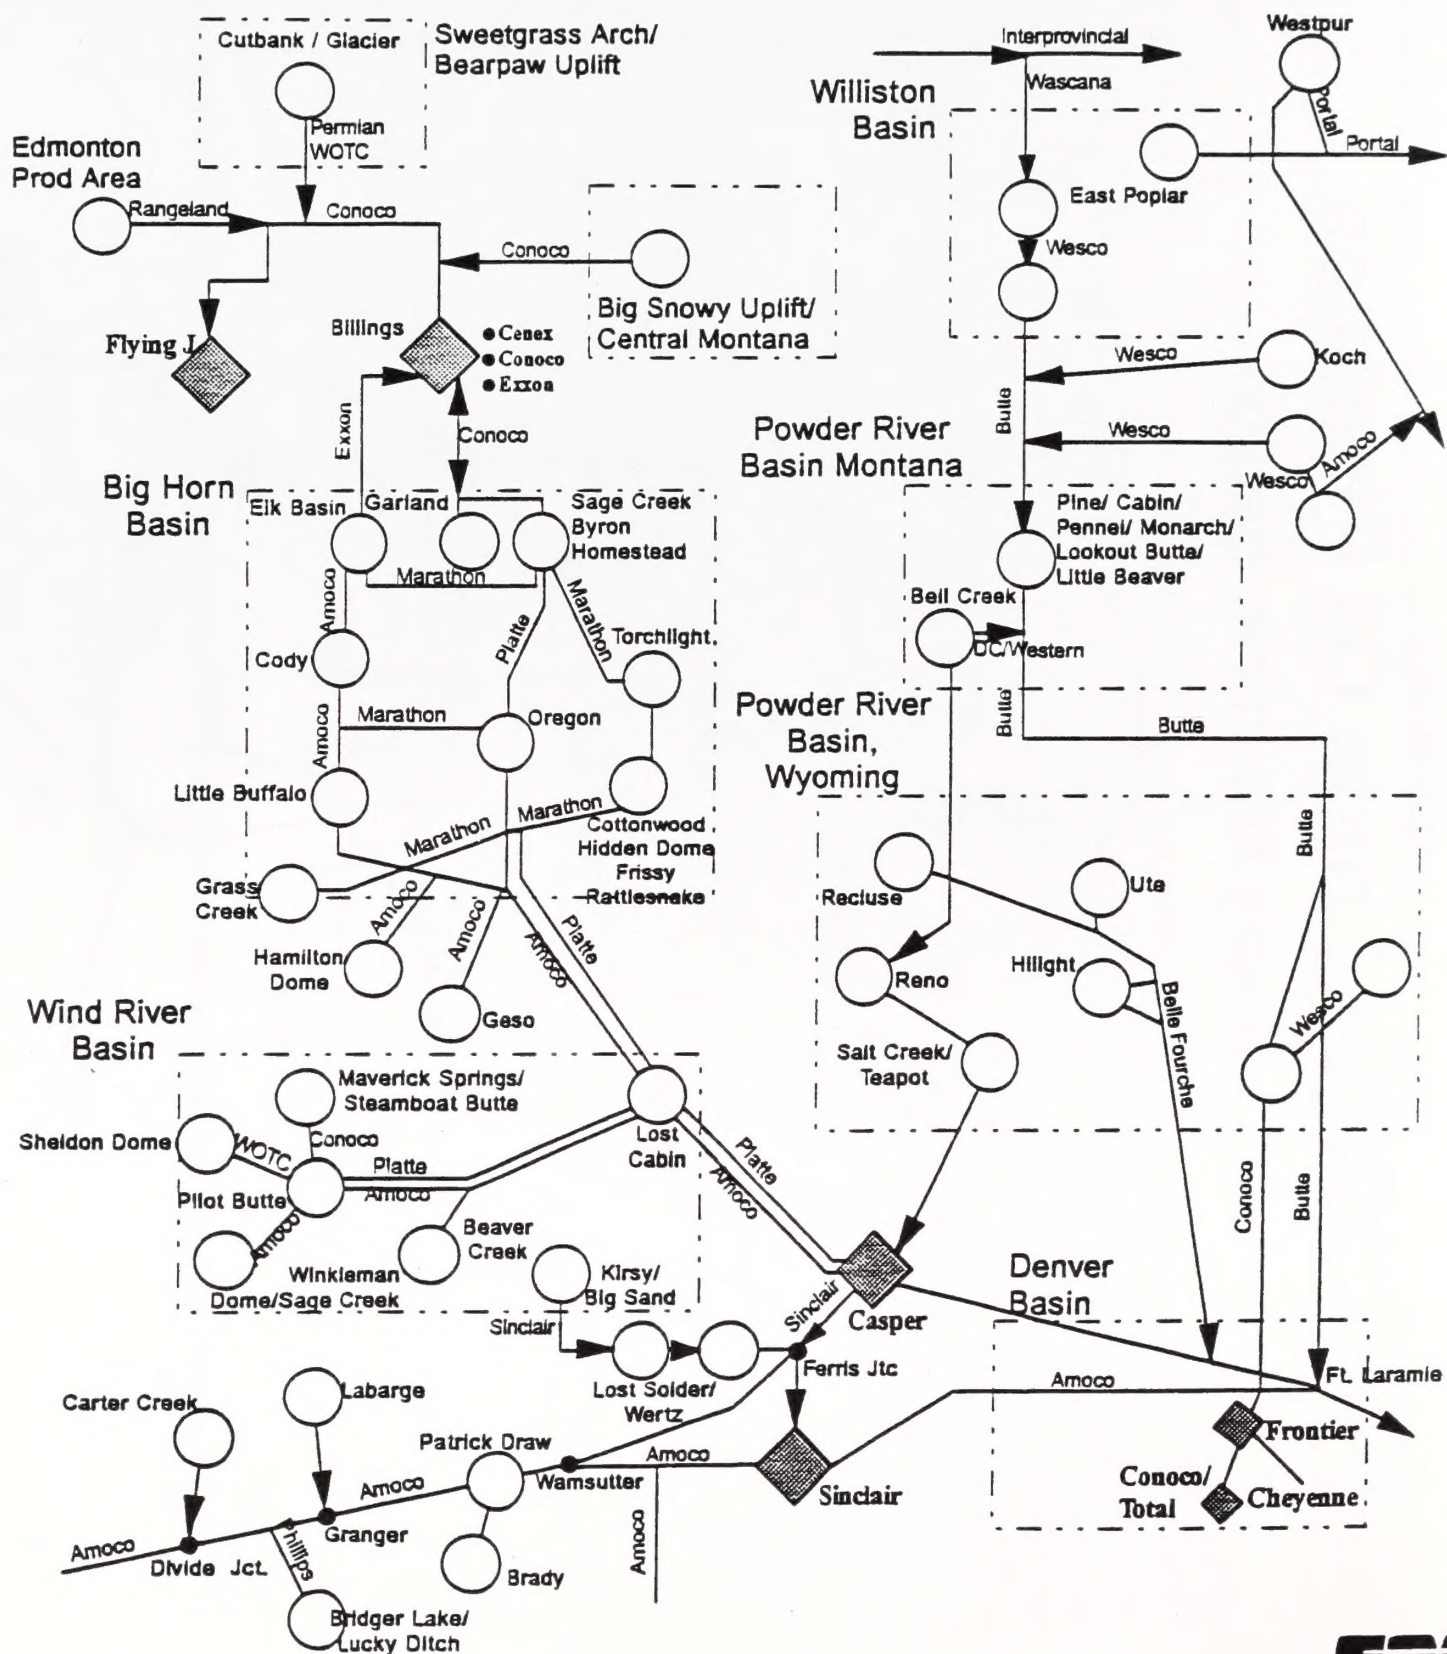 Cutbank / Glacier
Sweetgrass Arch/
Bearpaw Uplift
Permian
WOTC
Edmonton
Prod Area
Rangeland
Conoco
Conoco
Big Snowy Uplift/
Central Montana
Flying J
Billings
Cenex
Conoco
Exxon
Exxon
Conoco
Interprovincial
Wascana
Westpur
Portal
Portal
Williston
Basin
East Poplar
Wesco
Wesco
Koch
Butte
Wesco
Wesco
Amoco
Powder River
Basin Montana
Pine/ Cabin/
Pennel/ Monarch/
Lookout Butte/
Little Beaver
Bell Creek
DC/Western
Butte
Butte
Big Horn
Basin
Elk Basin
Garland
Sage Creek
Byron
Homestead
Marathon
Amoco
Platte
Marathon
Torchlight
Cody
Marathon
Oregon
Amoco
Little Buffalo
Marathon
Marathon
Cottonwood
Hidden Dome
Frissy
Rattlesnake
Grass
Creek
Amoco
Amoco
Hamilton
Dome
Geso
Platte
Amoco
Powder River
Basin,
Wyoming
Butte
Recluse
Ute
Reno
Hilight
Belle Fourche
Wesco
Salt Creek/
Teapot
Conoco
Butte
Wind River
Basin
Maverick Springs/
Steamboat Butte
Sheldon Dome
WOTC
Conoco
Platte
Amoco
Pilot Butte
Amoco
Lost
Cabin
Platte
Amoco
Beaver
Creek
Winkleman
Dome/Sage Creek
Kirsy/
Big Sand
Sinclair
Sinclair
Casper
Ferris Jtc
Lost Solder/
Wertz
Denver
Basin
Amoco
Ft. Laramie
Frontier
Conoco/
Total
Cheyenne
Carter Creek
Labarge
Patrick Draw
Wamsutter
Amoco
Sinclair
Amoco
Granger
Amoco
Divide Jct.
Phillips
Amoco
Brady
Bridger Lake/
Lucky Ditch